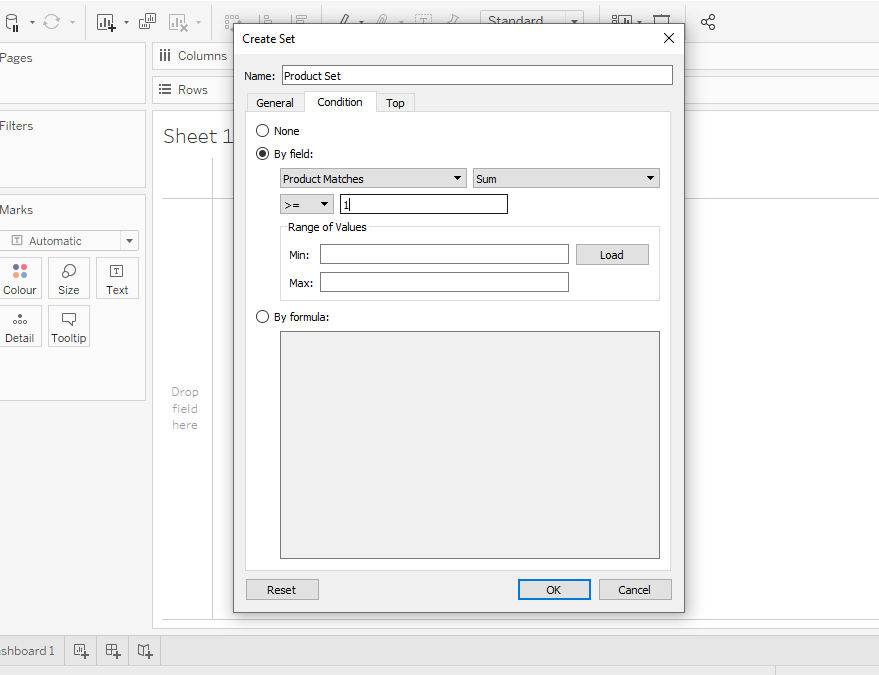 Standard
Create Set
Pages
Columns
Name: Product Set
Rows
General Condition Top
Filters
None
Sheet 1
By field:
Product Matches Sum
>= 1
Marks
Range of Values
Automatic
Min: Load
Max:
Colour Size Text
By formula:
Detail Tooltip
Drop
field
here
Reset OK Cancel
shboard 1